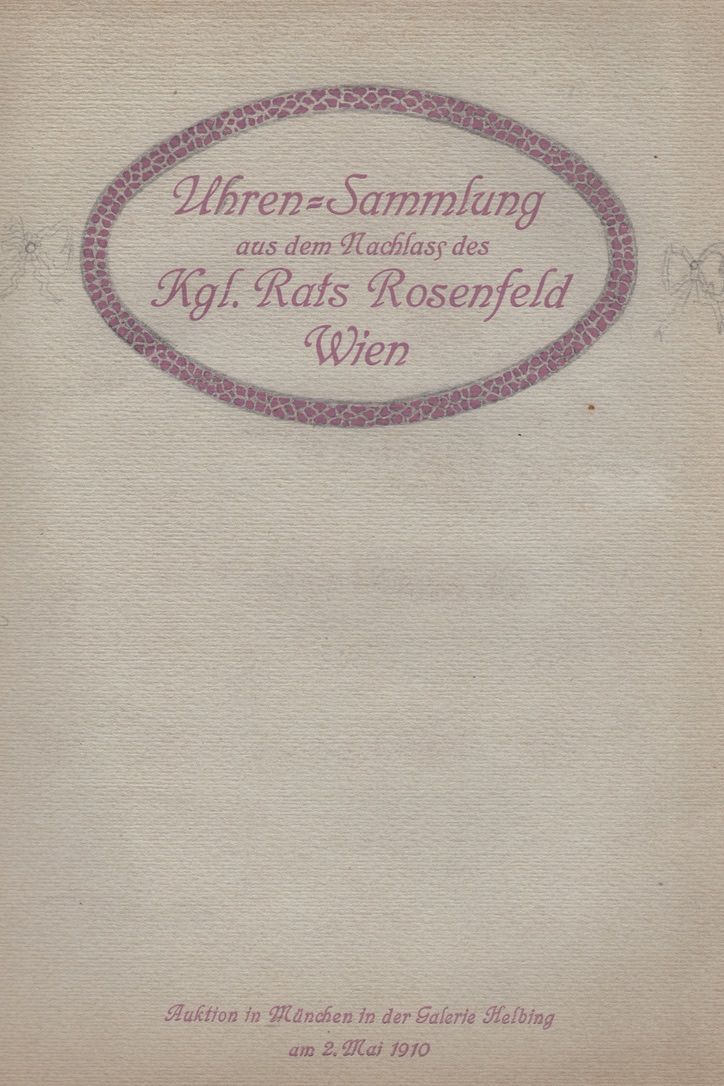 Uhren=Sammlung
aus dem Nachlass des
Kgl. Rats Rosenfeld
Wien
Auktion in München in der Galerie Helbing
am 2. Mai 1910